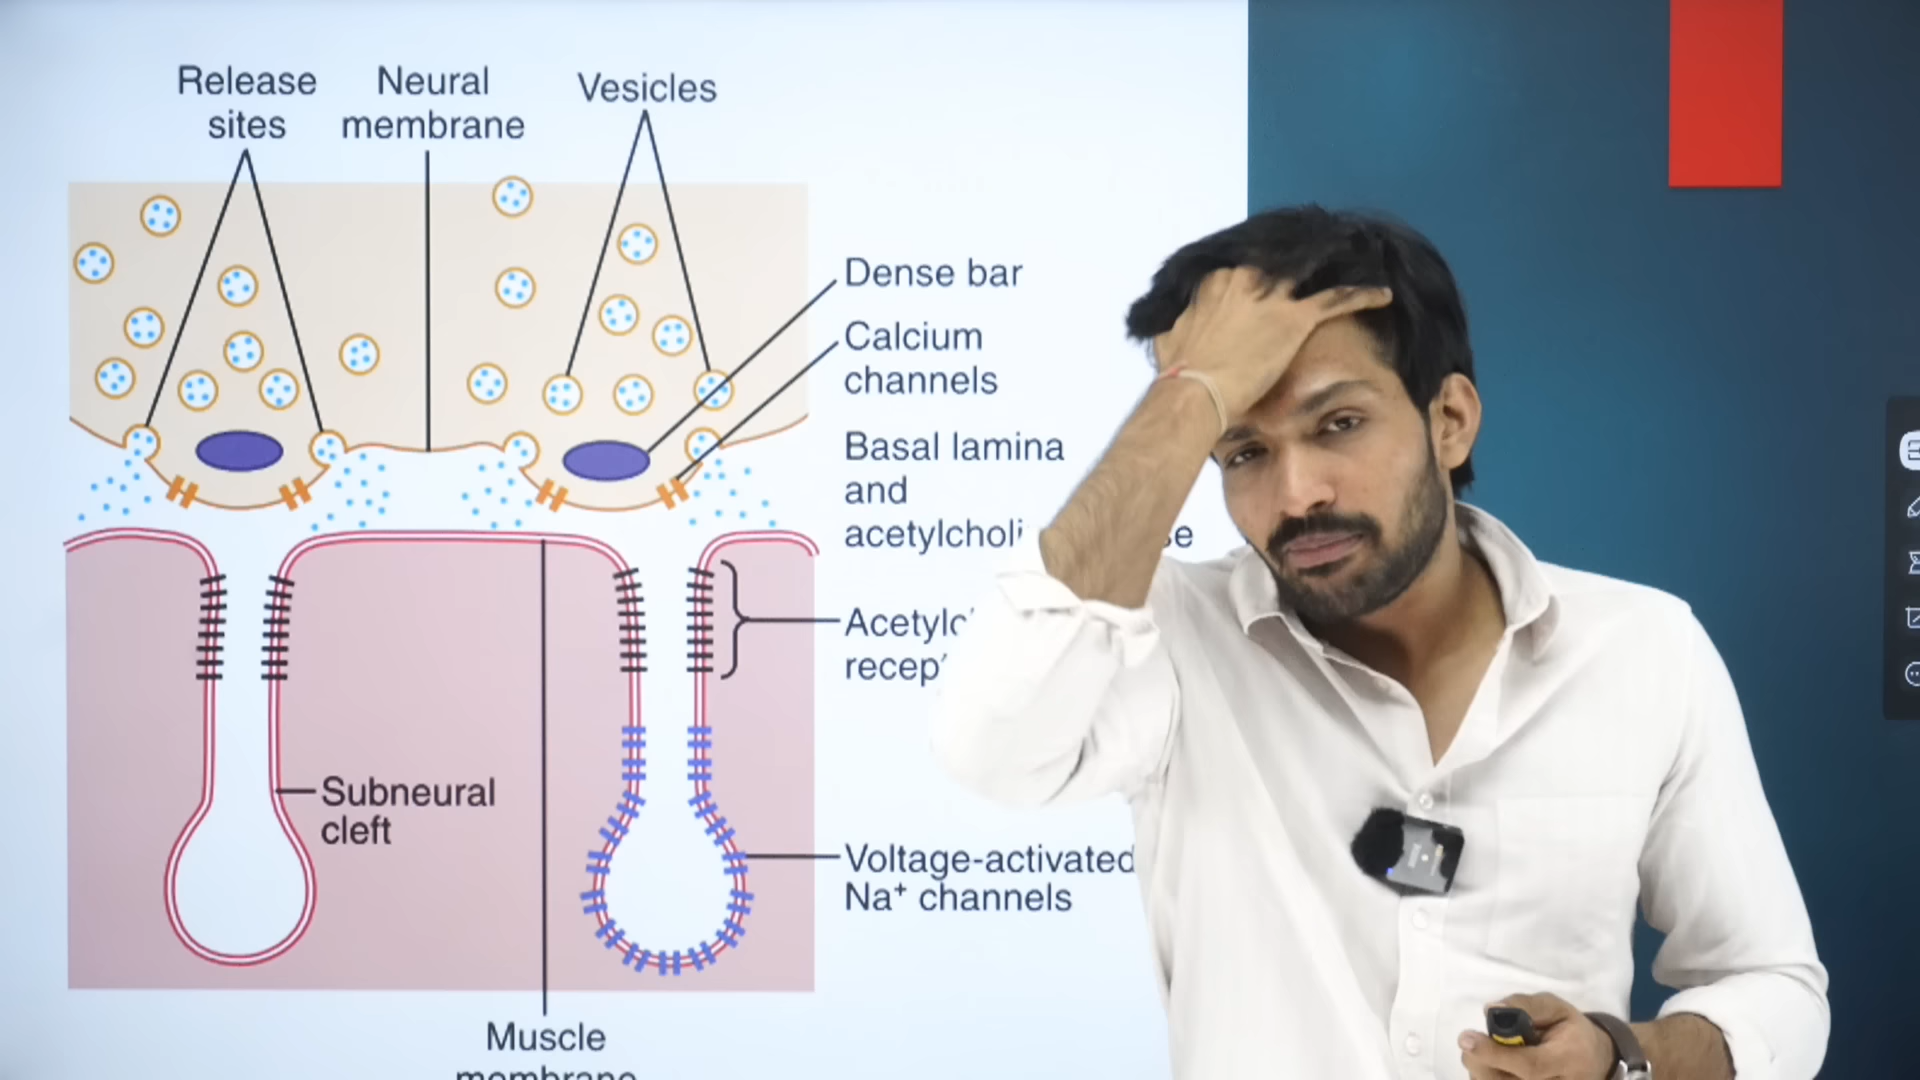 Release
sites
Neural
membrane
Vesicles
Dense bar
Calcium
channels
Basal lamina
and
Subneural
cleft
Voltage-activated
Na⁺ channels
Muscle